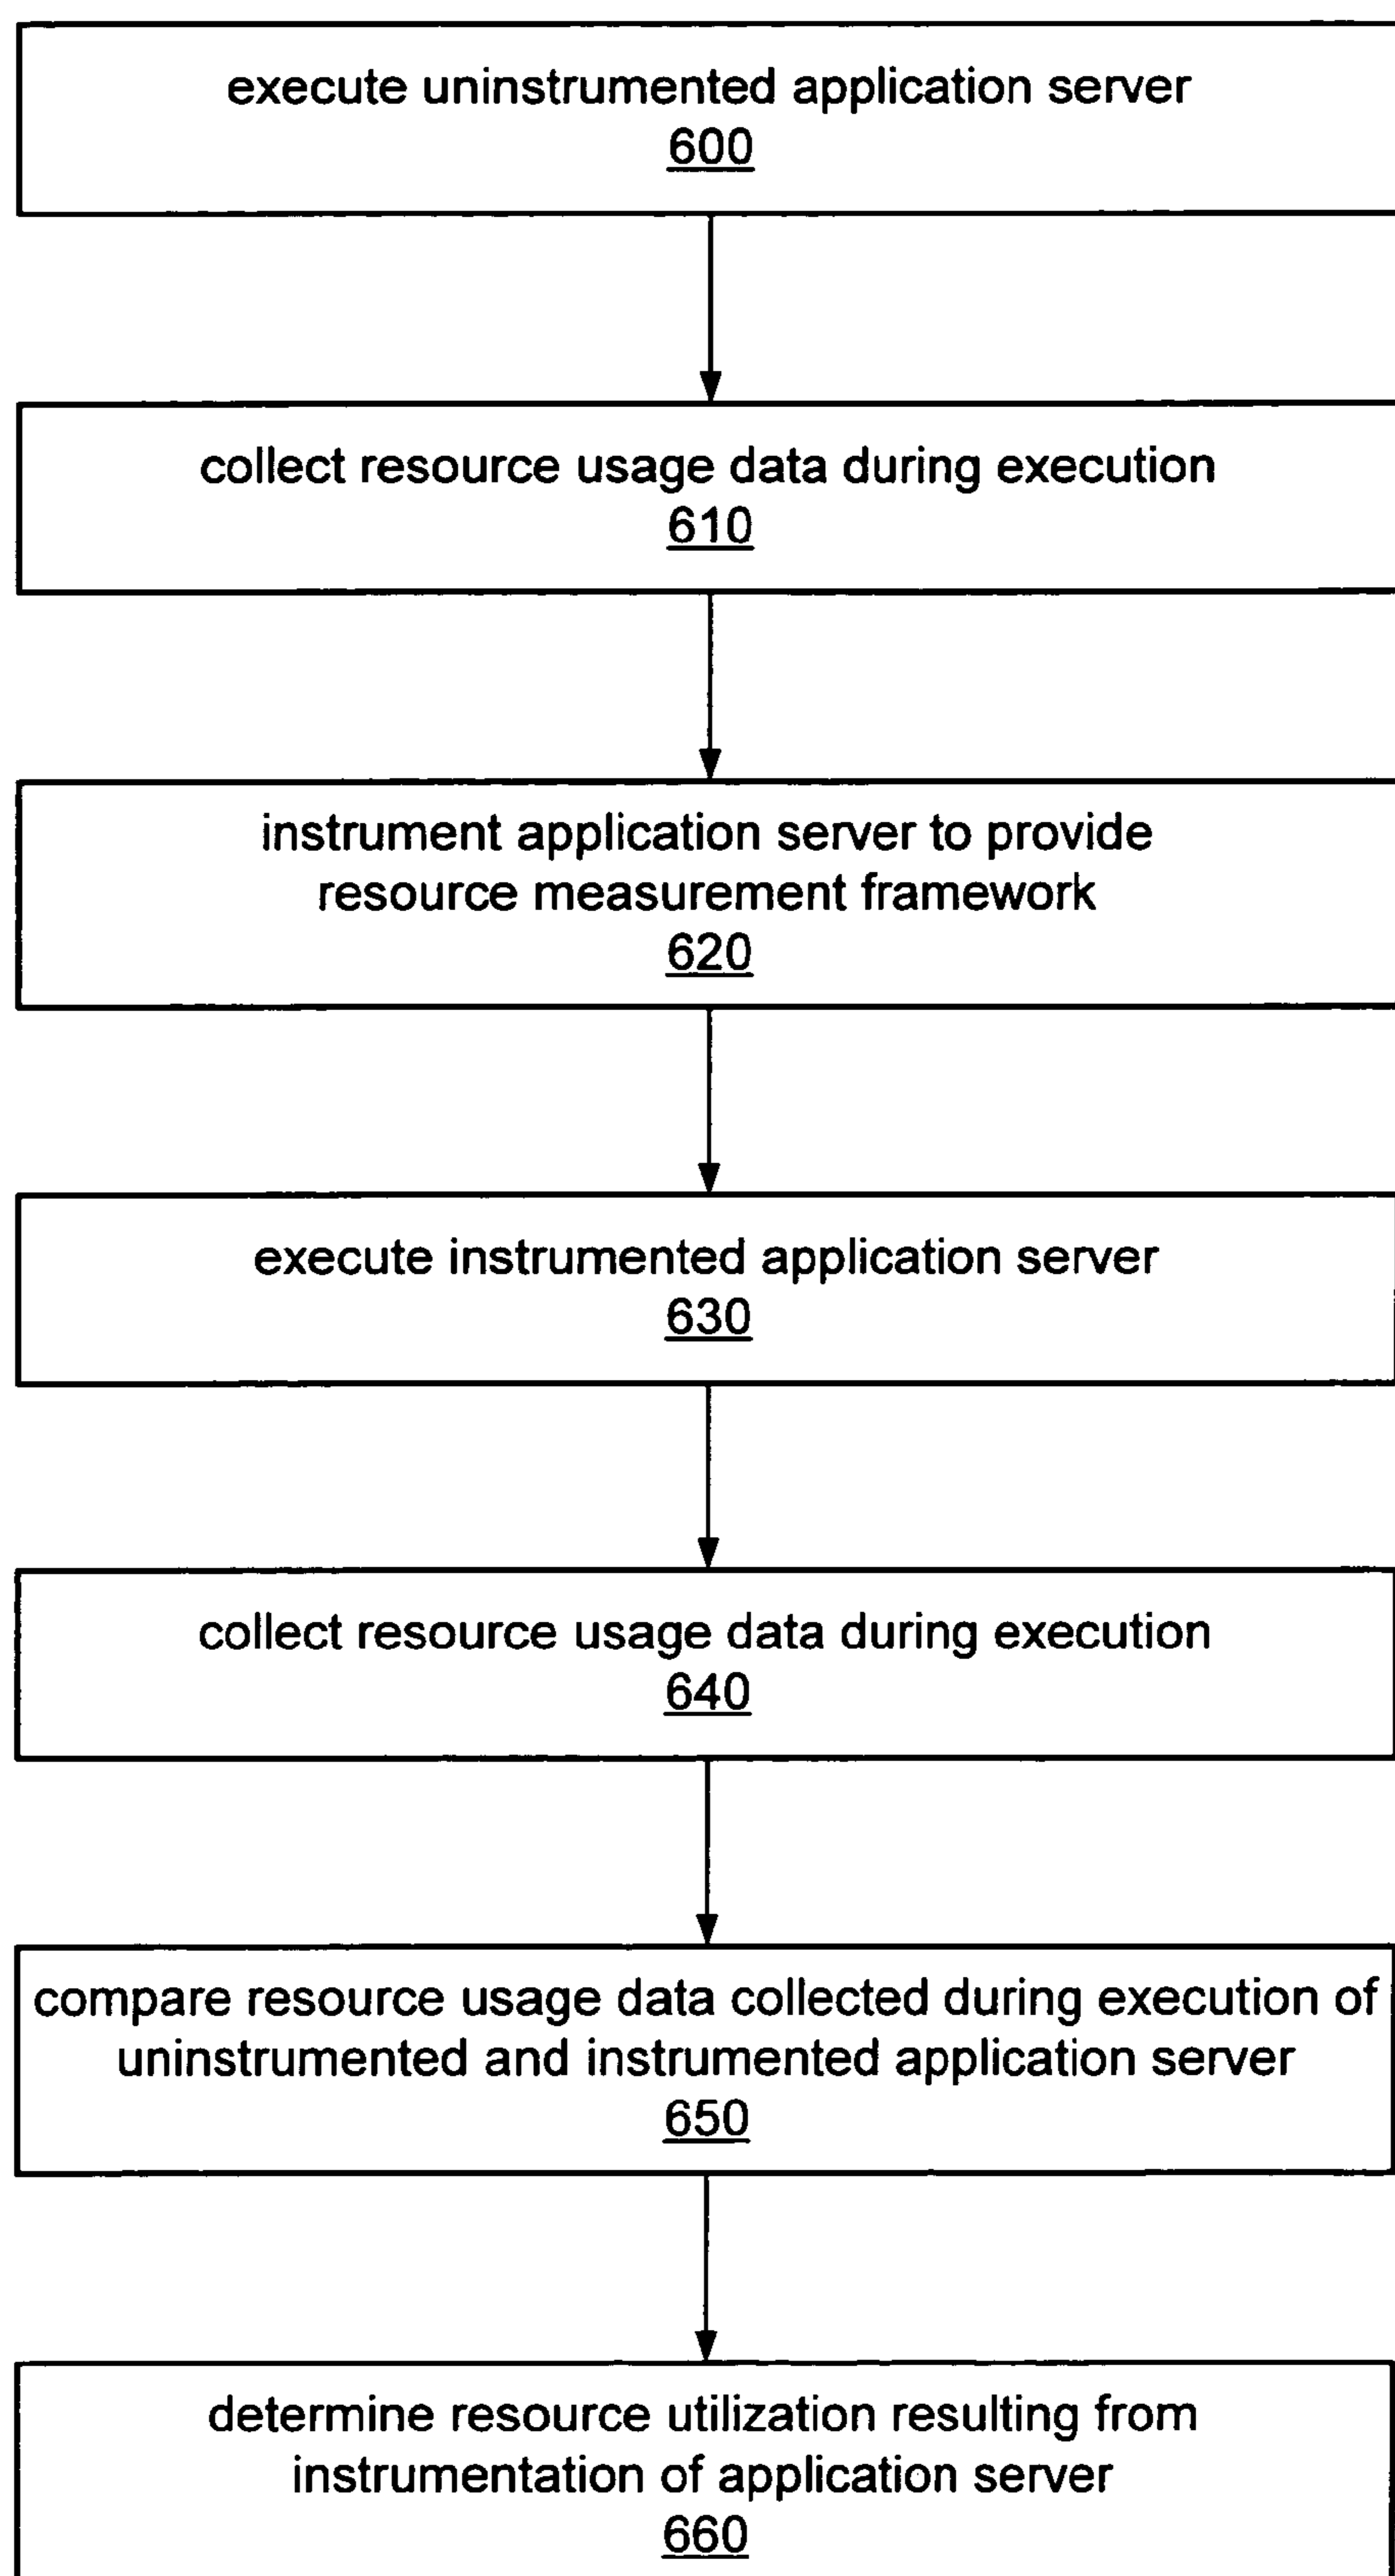 execute uninstrumented application server
600
collect resource usage data during execution
610
instrument application server to provide
resource measurement framework
620
execute instrumented application server
630
collect resource usage data during execution
640
compare resource usage data collected during execution of
uninstrumented and instrumented application server
650
determine resource utilization resulting from
instrumentation of application server
660